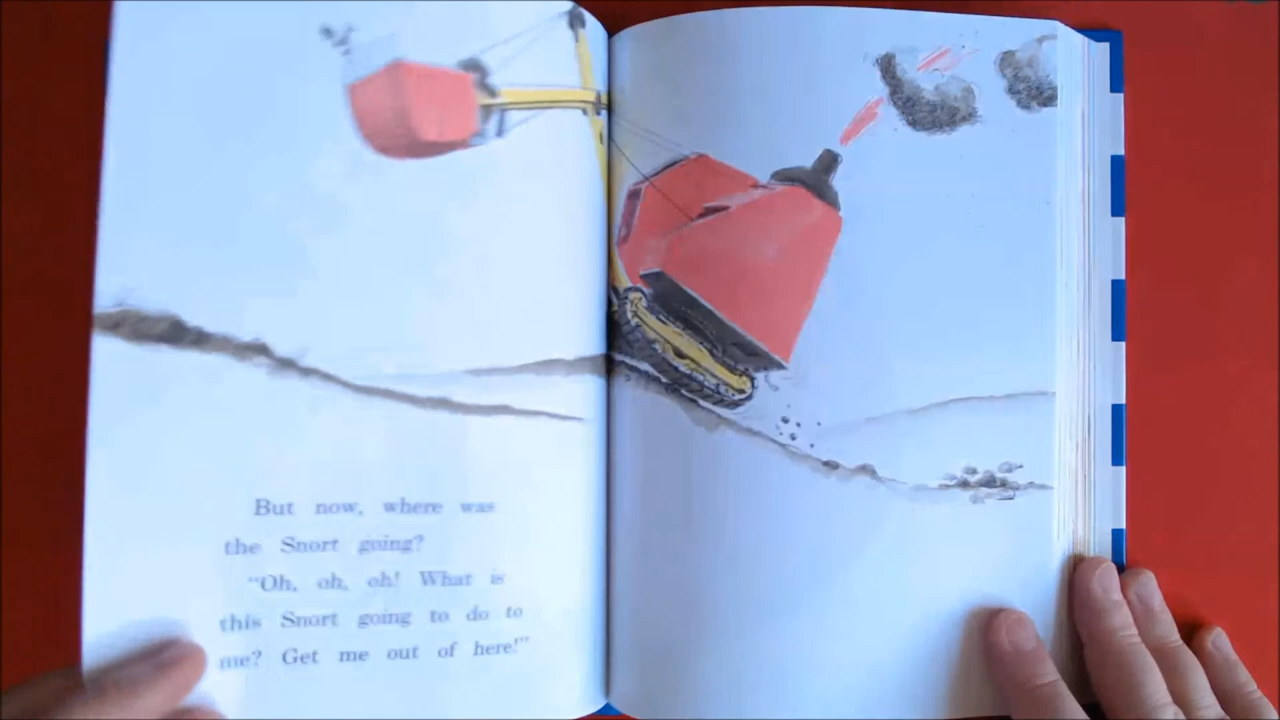 But now, where was
the Snort going?
"Oh, oh, oh! What is
this Snort going to do to
me? Get me out of here!"